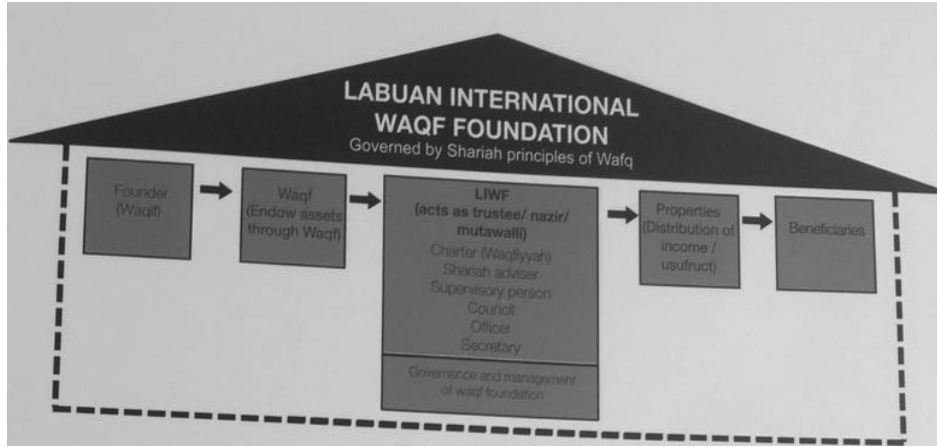 LABUAN INTERNATIONAL
WAQF FOUNDATION
Governed by Shariah principles of Wafq
Founder
(Waqif)
Waqf
(Endow assets
through Waqf)
LIWF
(acts as trustee/ nazir/
mutawalli)
Charter (Waqfiyyah)
Shariah adviser
Supervisory person
Council
Officer
Secretary
Governance and management
of waqf foundation
Properties
(Distribution of
income /
usufruct)
Beneficiaries